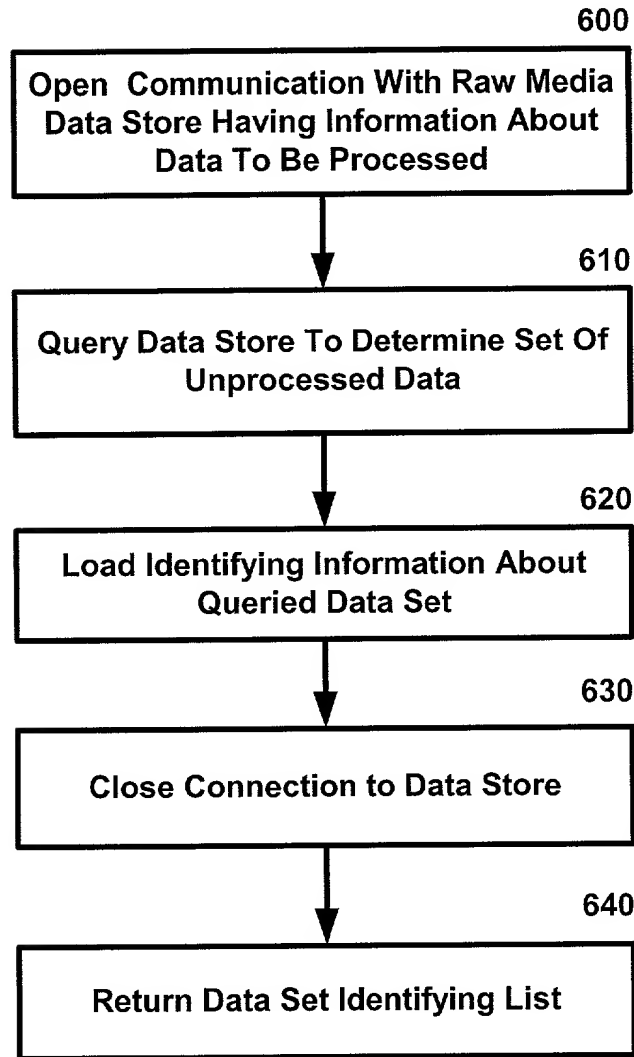 600
Open Communication With Raw Media
Data Store Having Information About
Data To Be Processed
610
Query Data Store To Determine Set Of
Unprocessed Data
620
Load Identifying Information About
Queried Data Set
630
Close Connection to Data Store
640
Return Data Set Identifying List